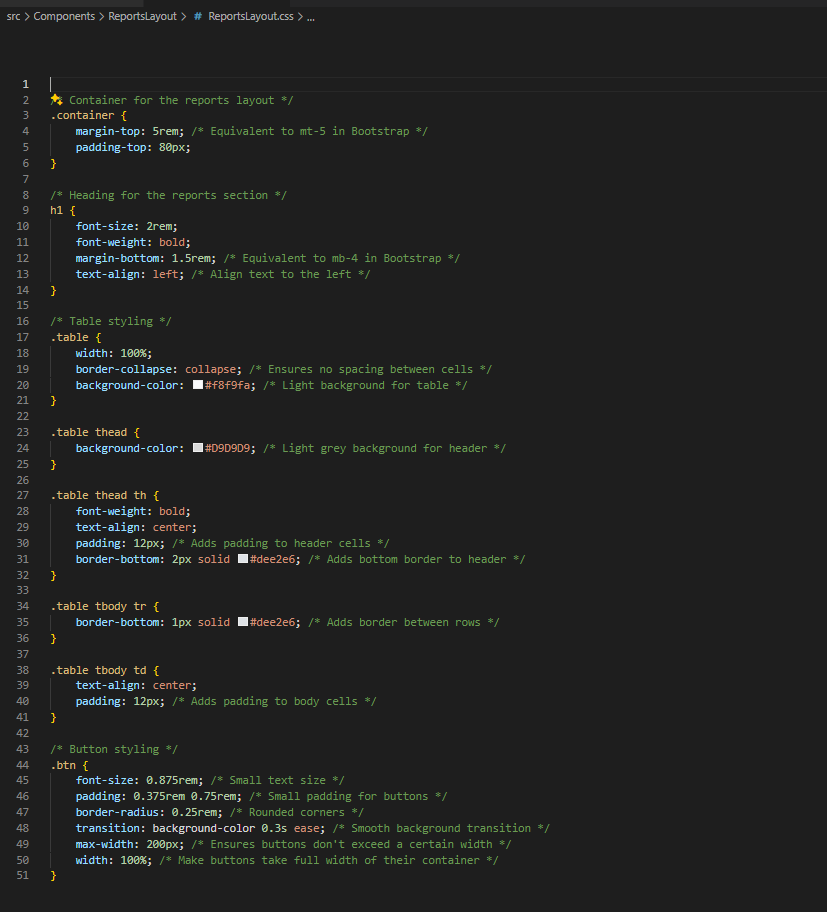 src > Components > ReportsLayout > # ReportsLayout.css > ...
1
2 Container for the reports layout */
3 .container {
4     margin-top: 5rem; /* Equivalent to mt-5 in Bootstrap */
5     padding-top: 80px;
6 }
7
8 /* Heading for the reports section */
9 h1 {
10     font-size: 2rem;
11     font-weight: bold;
12     margin-bottom: 1.5rem; /* Equivalent to mb-4 in Bootstrap */
13     text-align: left; /* Align text to the left */
14 }
15
16 /* Table styling */
17 .table {
18     width: 100%;
19     border-collapse: collapse; /* Ensures no spacing between cells */
20     background-color: #f8f9fa; /* Light background for table */
21 }
22
23 .table thead {
24     background-color: #D9D9D9; /* Light grey background for header */
25 }
26
27 .table thead th {
28     font-weight: bold;
29     text-align: center;
30     padding: 12px; /* Adds padding to header cells */
31     border-bottom: 2px solid #dee2e6; /* Adds bottom border to header */
32 }
33
34 .table tbody tr {
35     border-bottom: 1px solid #dee2e6; /* Adds border between rows */
36 }
37
38 .table tbody td {
39     text-align: center;
40     padding: 12px; /* Adds padding to body cells */
41 }
42
43 /* Button styling */
44 .btn {
45     font-size: 0.875rem; /* Small text size */
46     padding: 0.375rem 0.75rem; /* Small padding for buttons */
47     border-radius: 0.25rem; /* Rounded corners */
48     transition: background-color 0.3s ease; /* Smooth background transition */
49     max-width: 200px; /* Ensures buttons don't exceed a certain width */
50     width: 100%; /* Make buttons take full width of their container */
51 }